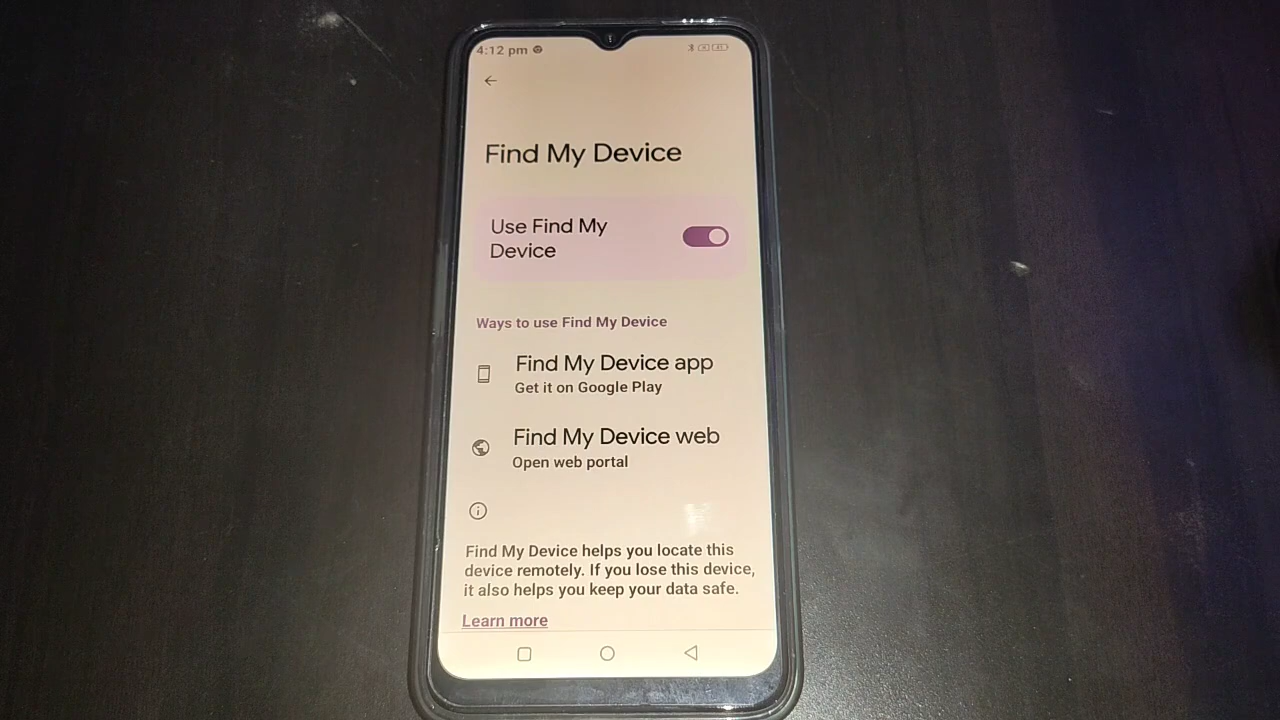 4:12 pm
Find My Device
Use Find My
Device
Ways to use Find My Device
Find My Device app
Get it on Google Play
Find My Device web
Open web portal
Find My Device helps you locate this
device remotely. If you lose this device,
it also helps you keep your data safe.
Learn more